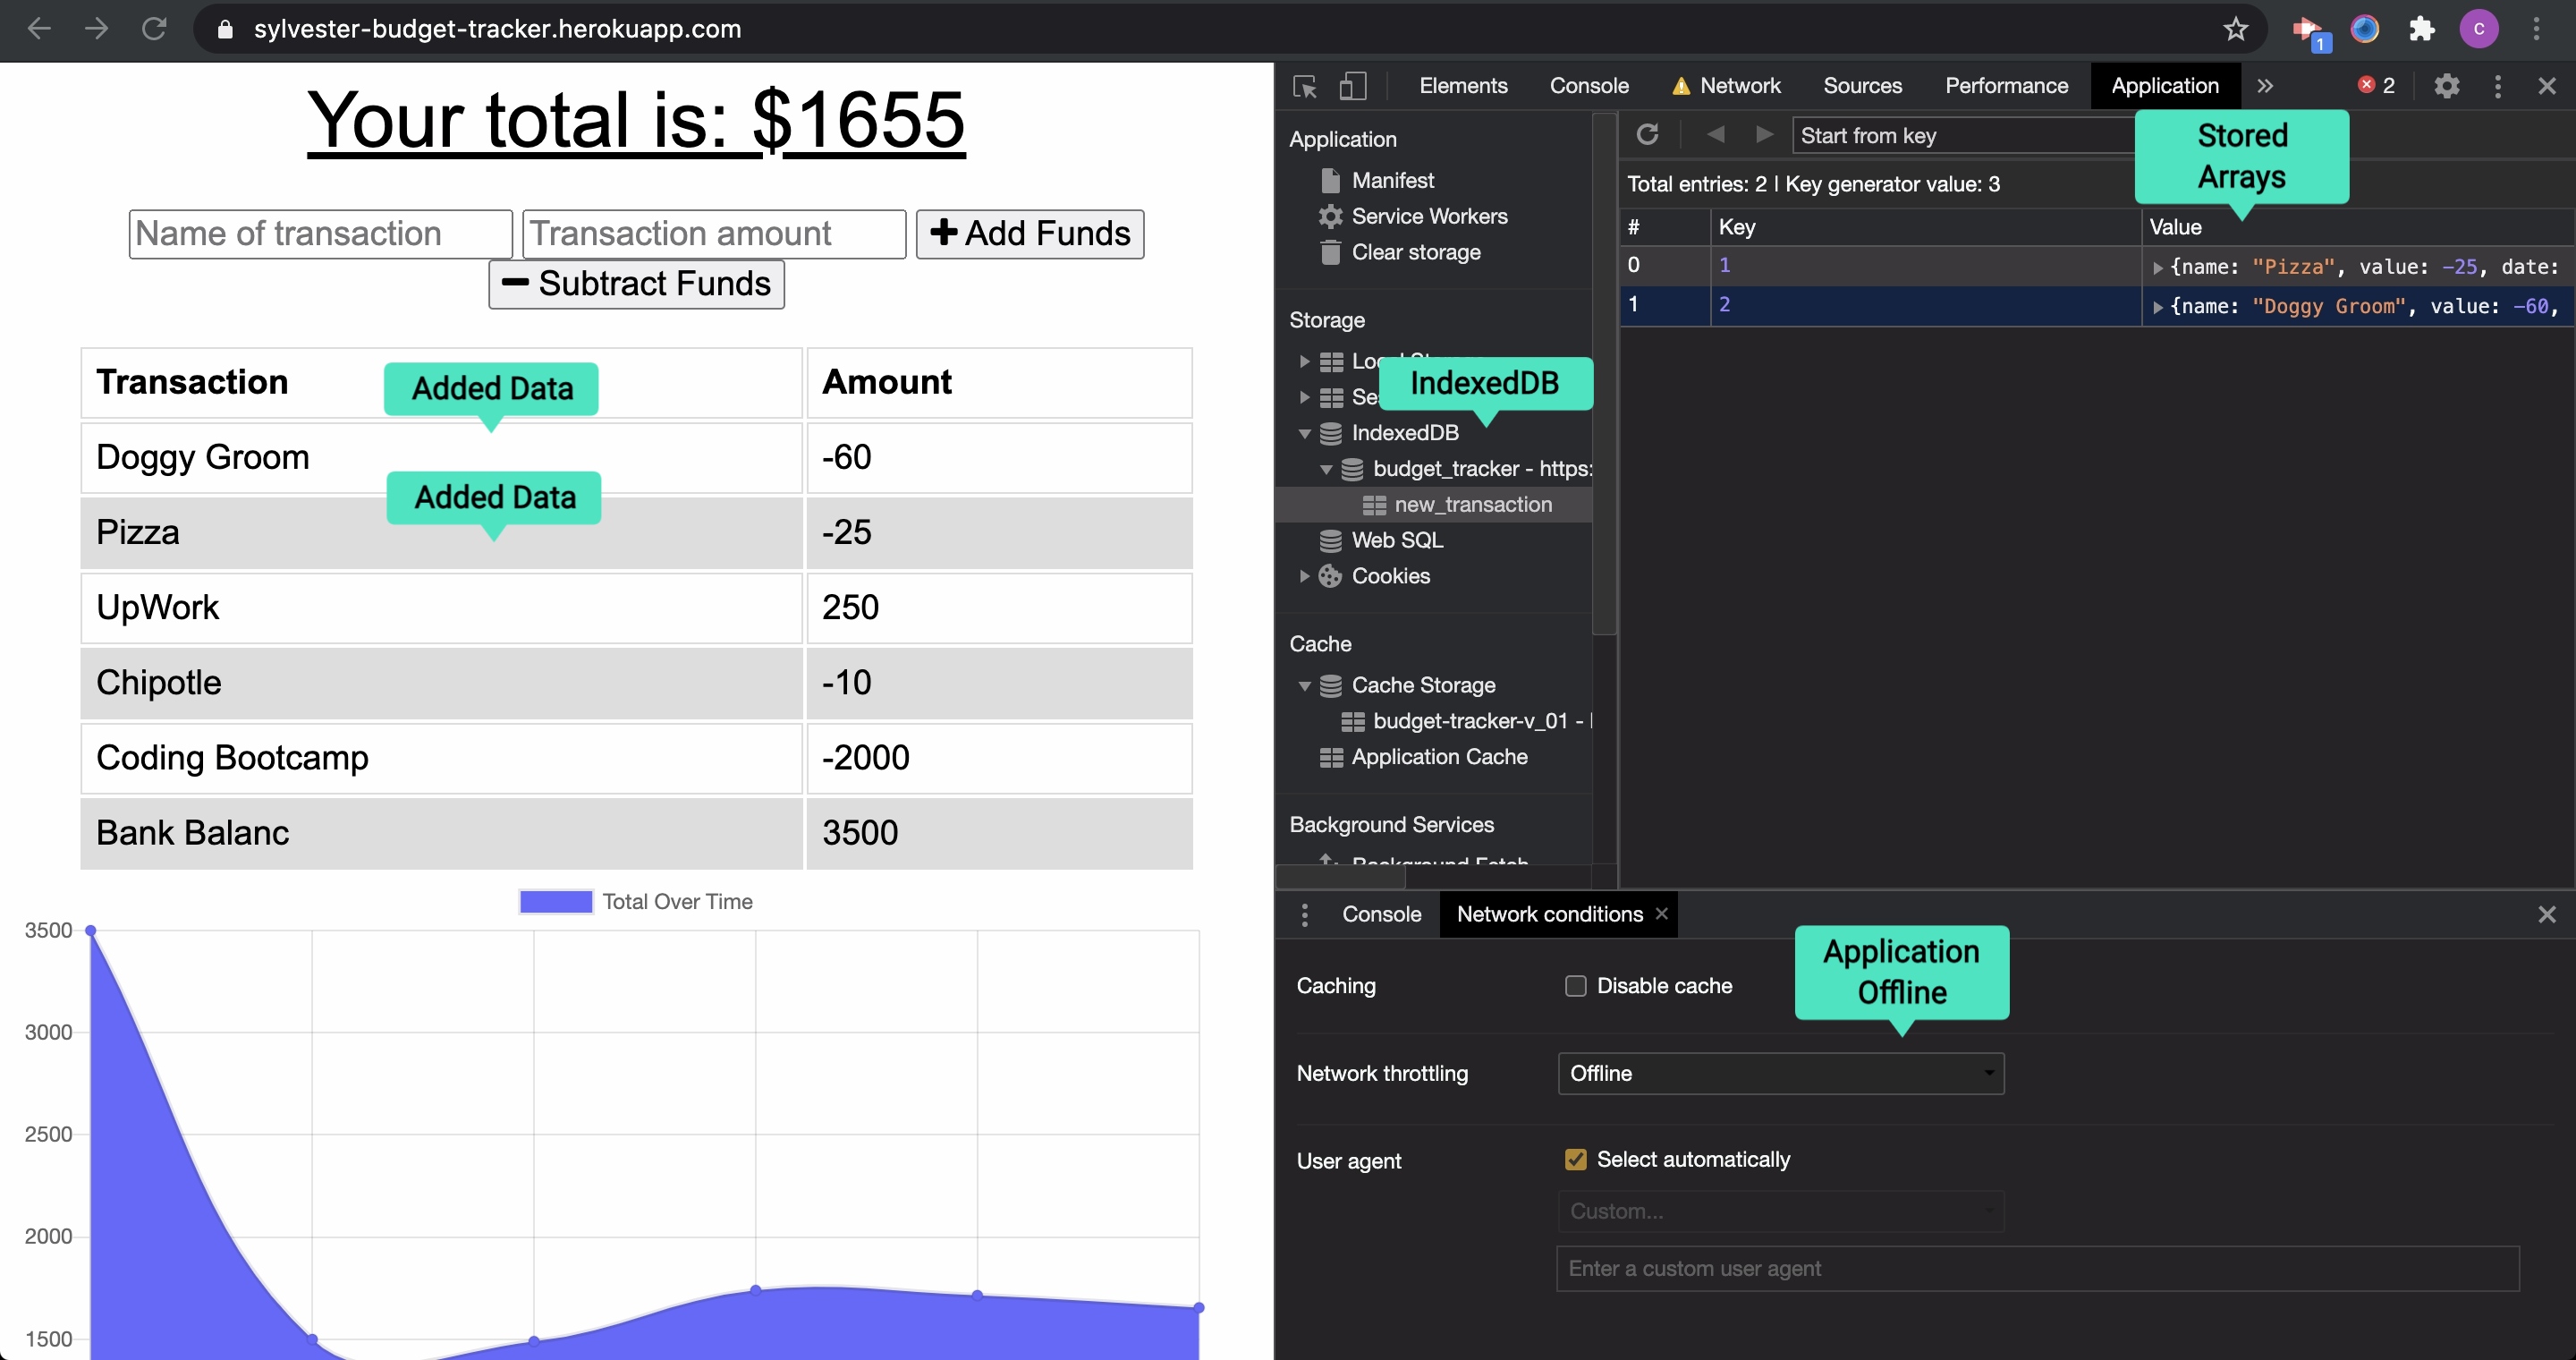 sylvester-budget-tracker.herokuapp.com
1
C
Your total is: $1655
Name of transaction
Transaction amount
Add Funds
Subtract Funds
Transaction
Amount
Added Data
Doggy Groom
-60
Added Data
Pizza
-25
UpWork
250
Chipotle
-10
Coding Bootcamp
-2000
Bank Balanc
3500
Total Over Time
3500
3000
2500
2000
1500
Elements
Console
Network
Sources
Performance
Application
2
Application
Manifest
Service Workers
Clear storage
Storage
IndexedDB
IndexedDB
budget_tracker - https:
new_transaction
Web SQL
Cookies
Cache
Cache Storage
budget-tracker-v_01 -
Application Cache
Background Services
Background Fetch
Start from key
Stored
Arrays
Total entries: 2 | Key generator value: 3
#
Key
Value
0
1
{name: "Pizza", value: -25, date:
1
2
{name: "Doggy Groom", value: -60,
Console
Network conditions
Application
Offline
Caching
Disable cache
Network throttling
Offline
User agent
Select automatically
Custom...
Enter a custom user agent